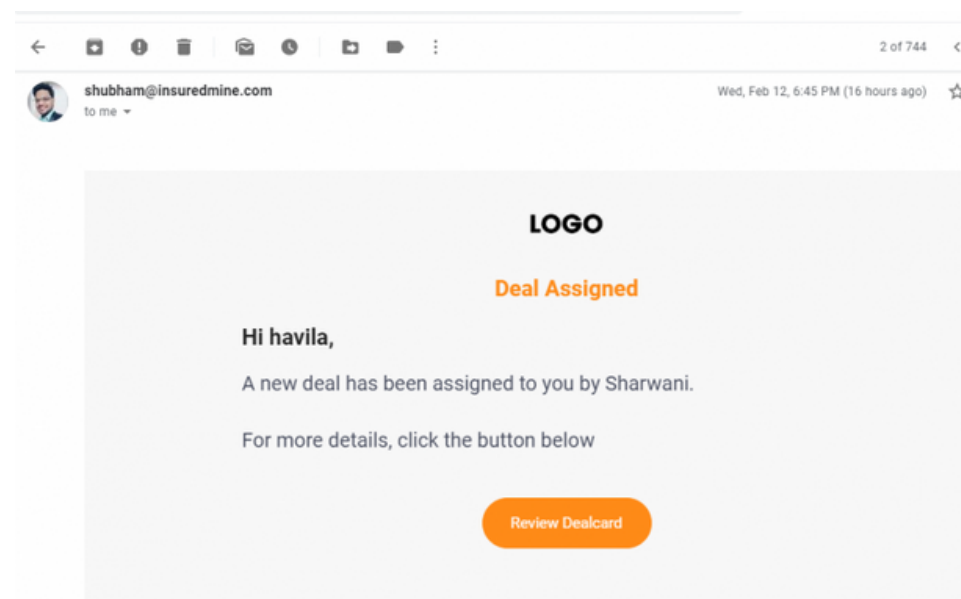 2 of 744
shubham@insuredmine.com
Wed, Feb 12, 6:45 PM (16 hours ago)
to me
LOGO
Deal Assigned
Hi havila,
A new deal has been assigned to you by Sharwani.
For more details, click the button below
Review Dealcard